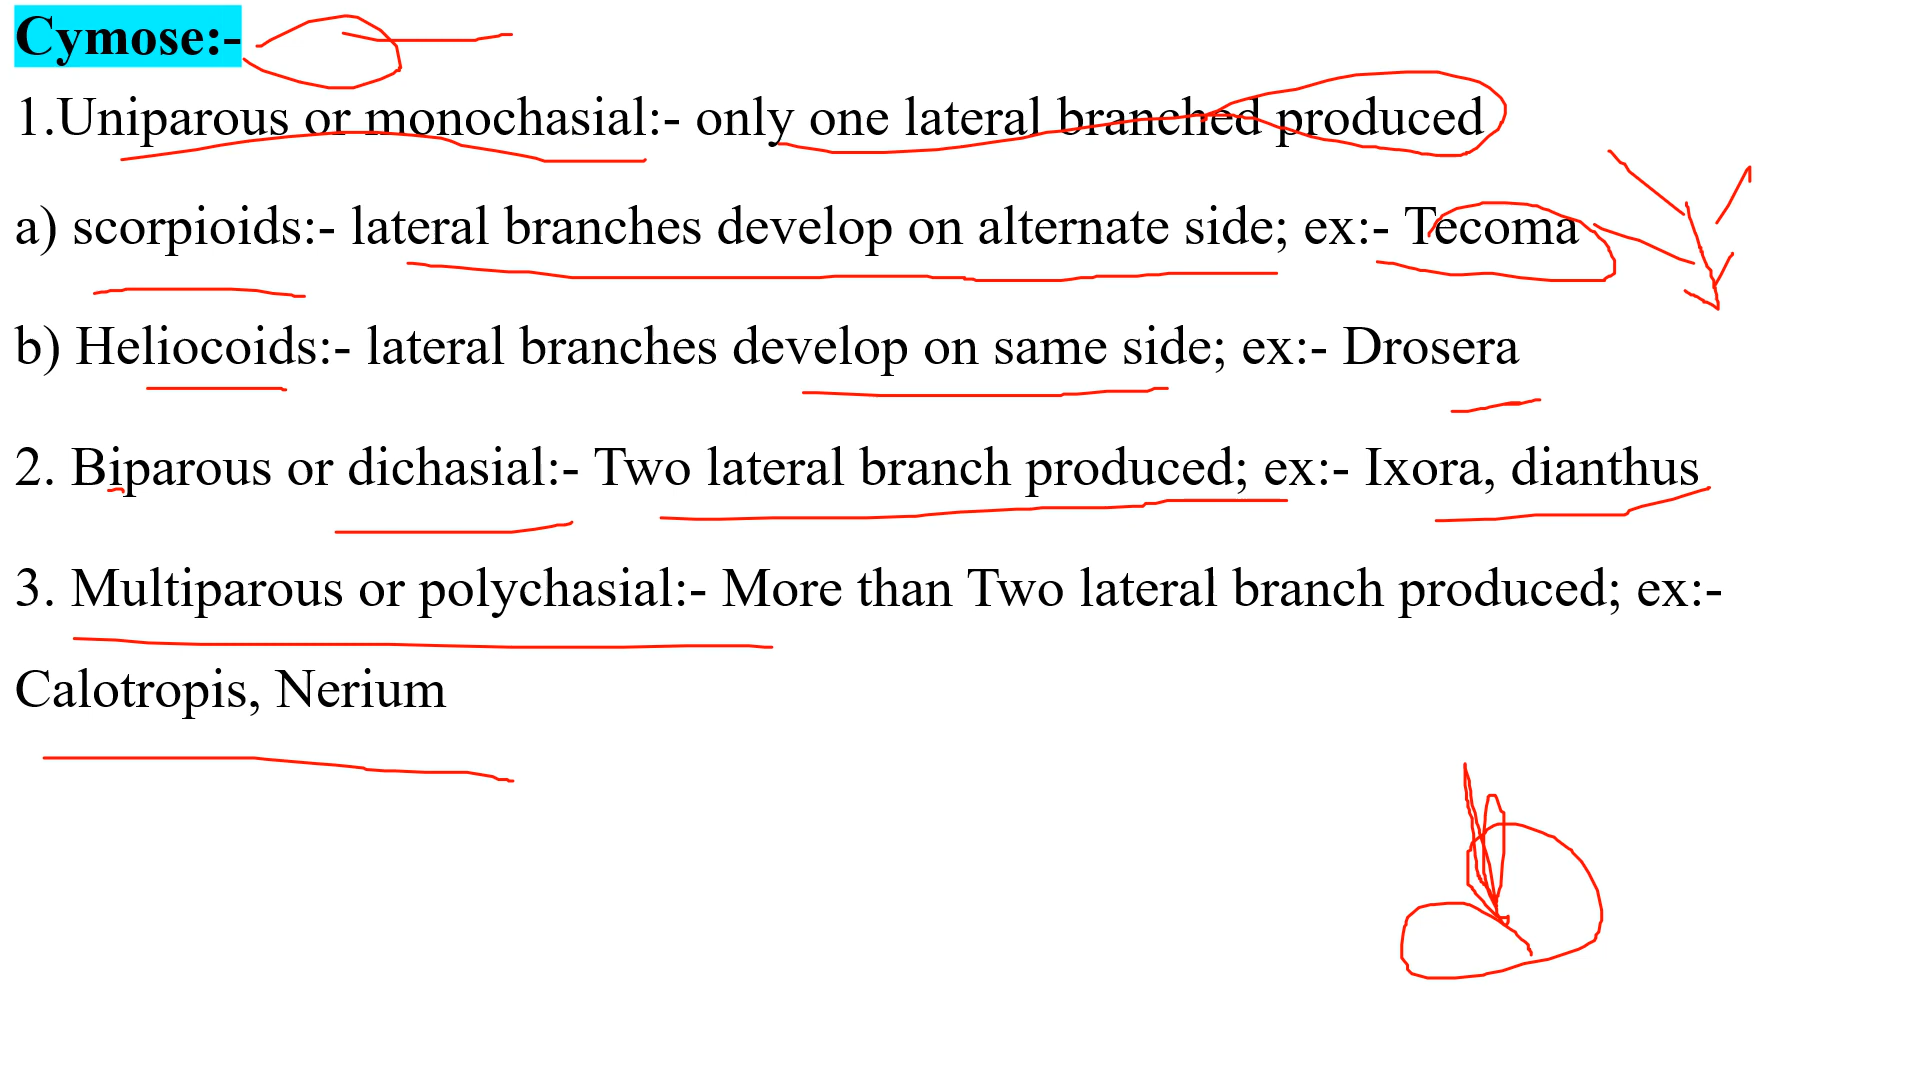 Cymose:-
1.Uniparous or monochasial:- only one lateral branched produced
a) scorpioids:- lateral branches develop on alternate side; ex:- Tecoma
b) Heliocoids:- lateral branches develop on same side; ex:- Drosera
2. Biparous or dichasial:- Two lateral branch produced; ex:- Ixora, dianthus
3. Multiparous or polychasial:- More than Two lateral branch produced; ex:-
Calotropis, Nerium